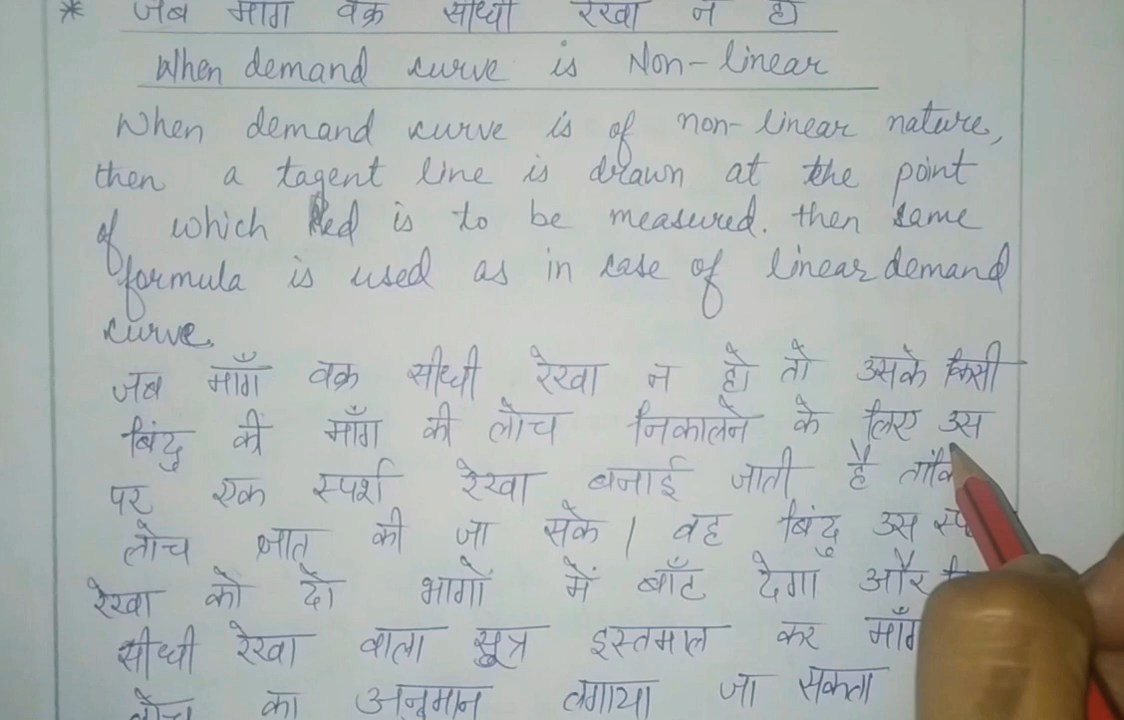 * जब माँग वक्र सीधी रेखा न हो
When demand curve is Non-linear
When demand curve is of non-linear nature,
then a tagent line is drawn at the point
of which ed is to be measured. then same
formula is used as in case of linear demand
curve.
जब माँग वक्र सीधी रेखा न हो तो उसके किसी
बिंदु की माँग की लोच निकालने के लिए उस
पर एक स्पर्श रेखा बनाई जाती है
लोच ज्ञात की जा सके। वह बिंदु उस
रेखा को दो भागों में बाँट देगा और
सीधी रेखा वाला सुत्र इस्तमाल कर माँग
लोच का अनुमान लगाया जा सकता